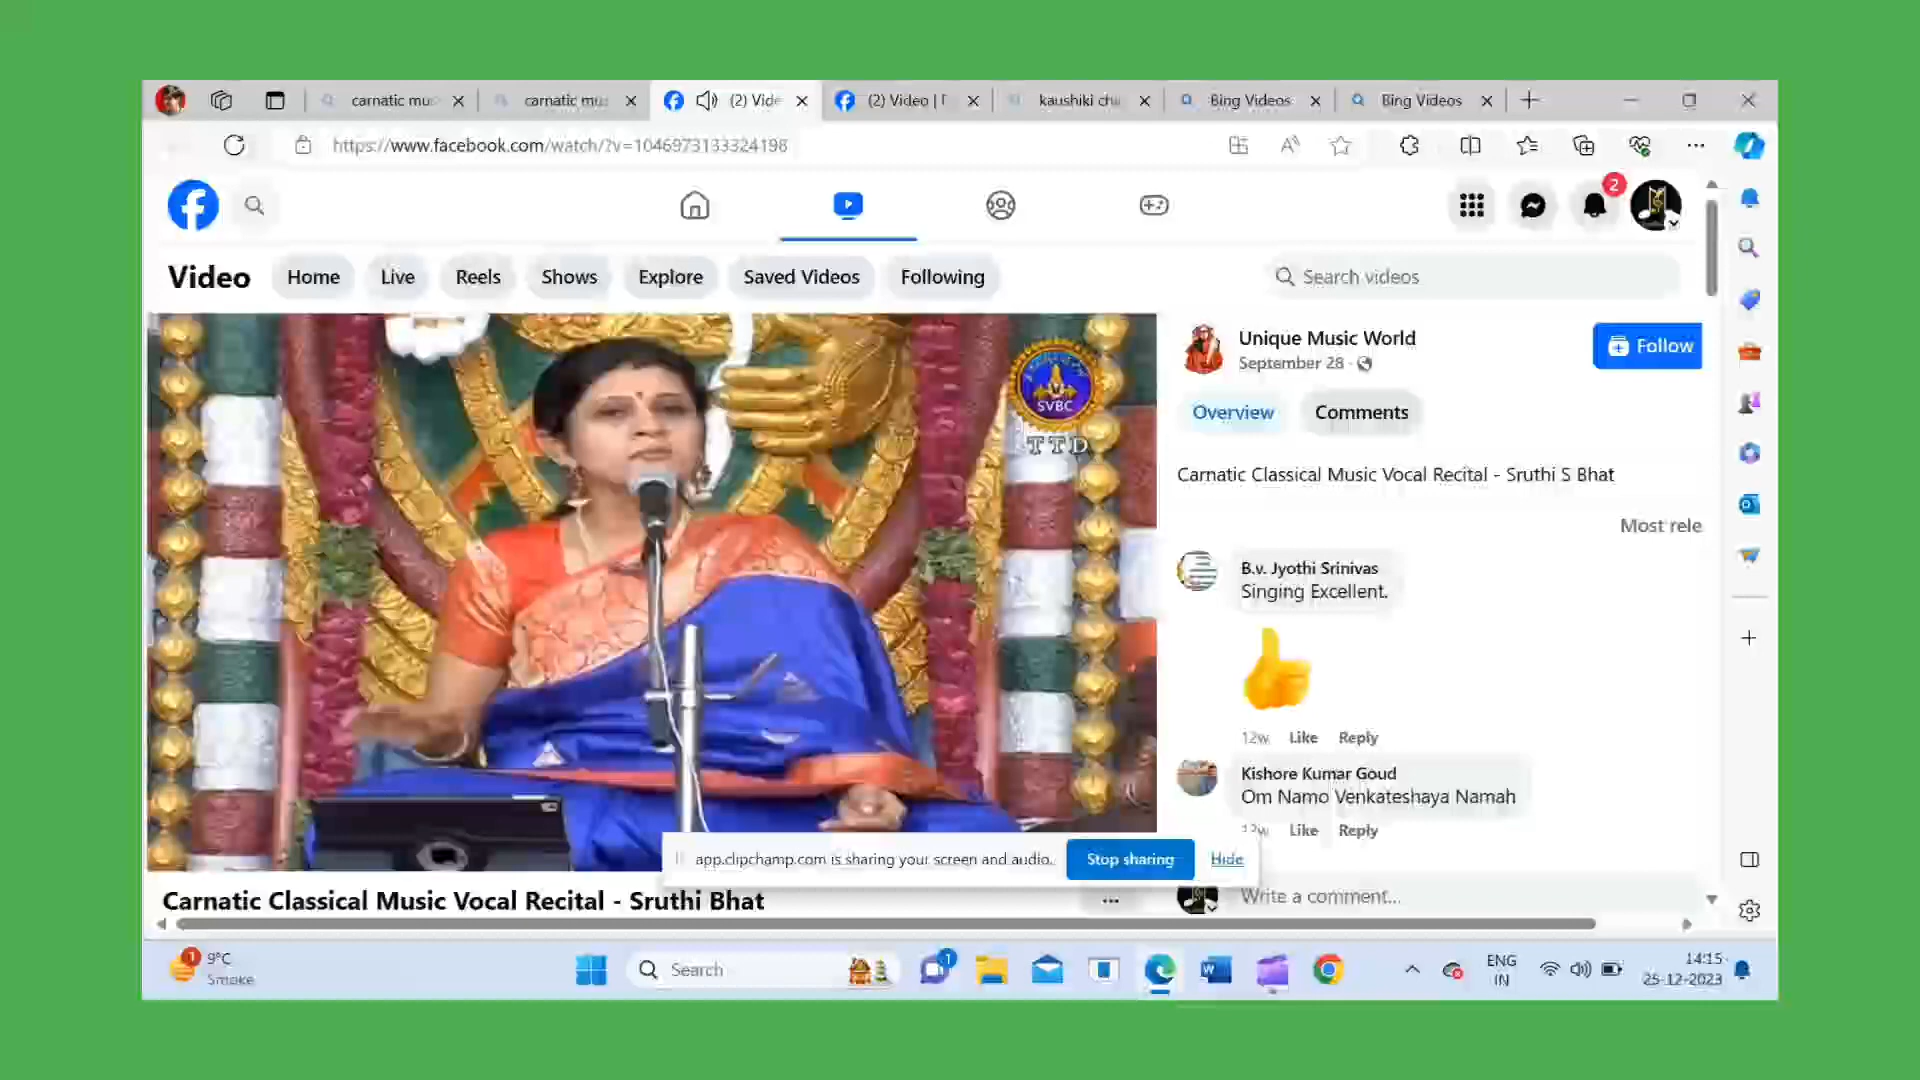 carnatic mu
carnatic mu
(2) Vide
(2) Video |
kaushiki
Bing Videos
Bing Videos
https://www.facebook.com/watch/?v=1046973133324198
2
Video
Home
Live
Reels
Shows
Explore
Saved Videos
Following
Search videos
SVBC
TTD
Unique Music World
September 28
Follow
Overview
Comments
Carnatic Classical Music Vocal Recital - Sruthi S Bhat
Most rele
B.v. Jyothi Srinivas
Singing Excellent.
12w Like Reply
Kishore Kumar Goud
Om Namo Venkateshaya Namah
12w Like Reply
app.clipchamp.com is sharing your screen and audio.
Stop sharing
Hide
Carnatic Classical Music Vocal Recital - Sruthi Bhat
Write a comment...
1
9°C
Smoke
Search
1
ENG
IN
14:15
25-12-2023